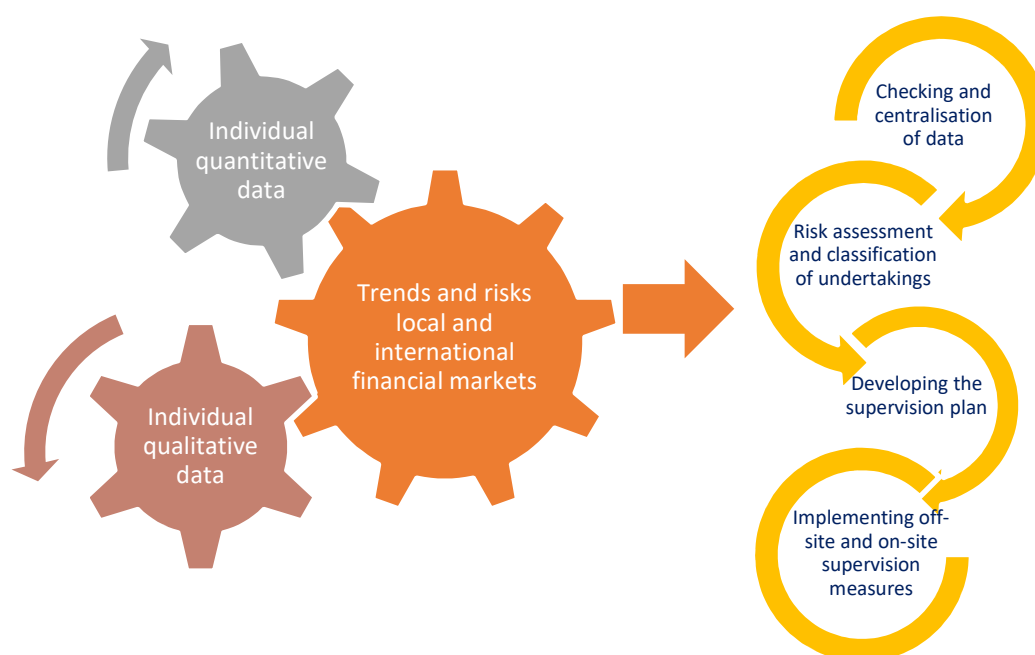 Individual
quantitative
data
Individual
qualitative
data
Trends and risks
local and
international
financial markets
Checking and
centralisation
of data
Risk assessment
and classification
of undertakings
Developing the
supervision plan
Implementing off-
site and on-site
supervision
measures